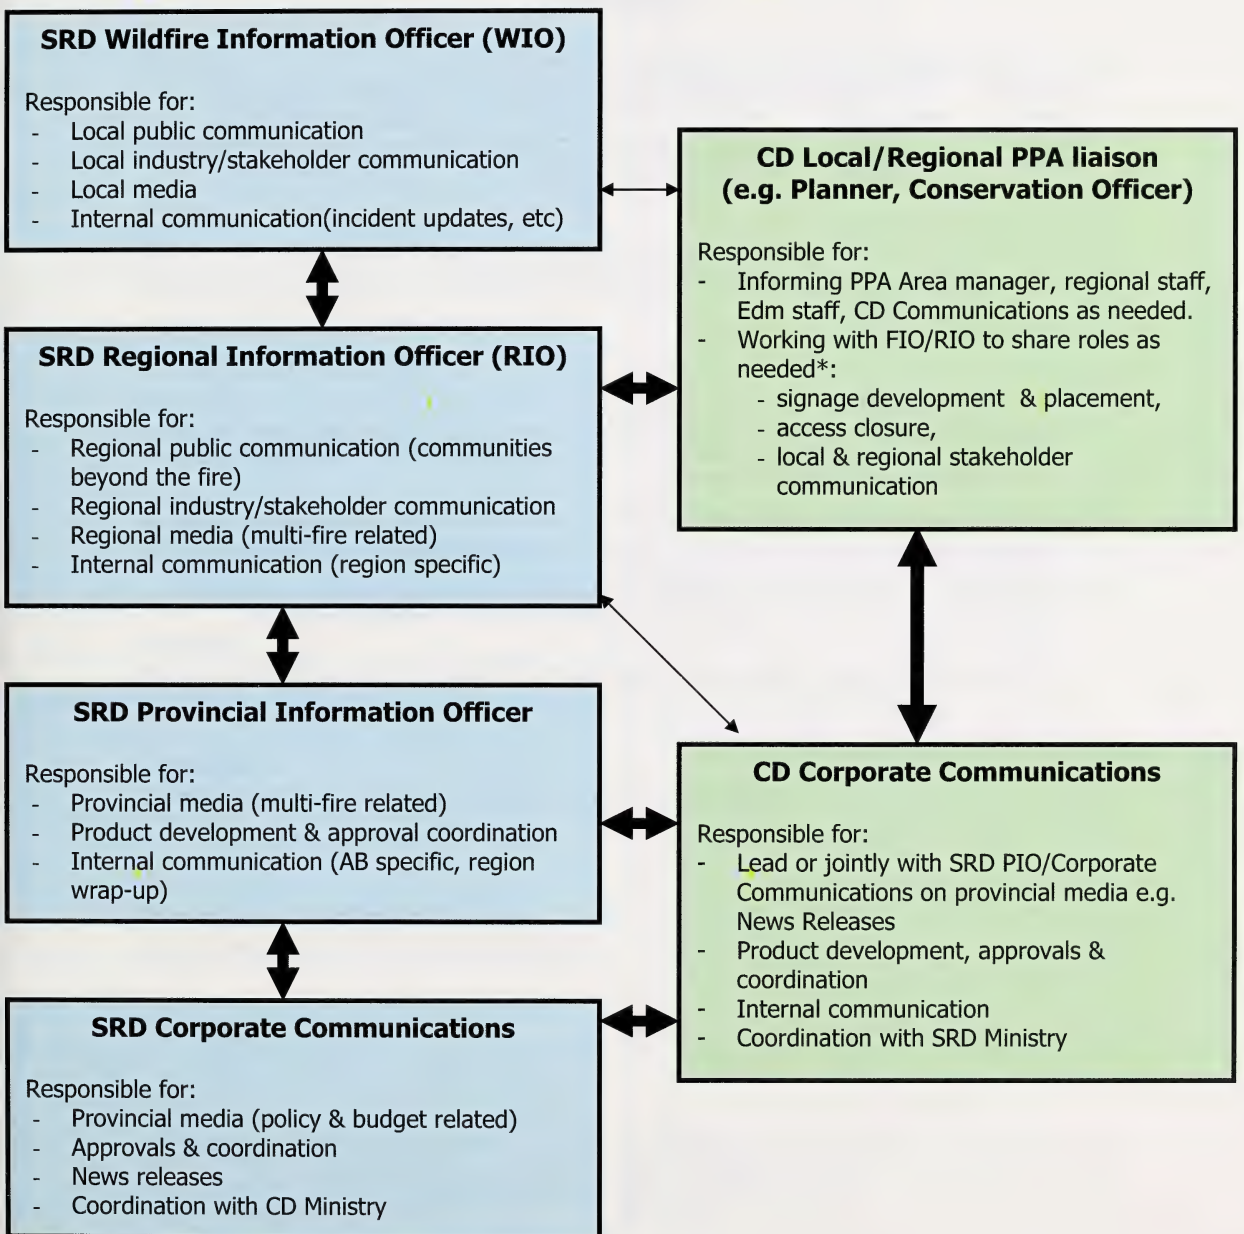 SRD Wildfire Information Officer (WIO)
Responsible for:
- Local public communication
- Local industry/stakeholder communication
- Local media
- Internal communication(incident updates, etc)
SRD Regional Information Officer (RIO)
Responsible for:
- Regional public communication (communities
beyond the fire)
- Regional industry/stakeholder communication
- Regional media (multi-fire related)
- Internal communication (region specific)
SRD Provincial Information Officer
Responsible for:
- Provincial media (multi-fire related)
- Product development & approval coordination
- Internal communication (AB specific, region
wrap-up)
SRD Corporate Communications
Responsible for:
- Provincial media (policy & budget related)
- Approvals & coordination
- News releases
- Coordination with CD Ministry
CD Local/Regional PPA liaison
(e.g. Planner, Conservation Officer)
Responsible for:
- Informing PPA Area manager, regional staff,
Edm staff, CD Communications as needed.
- Working with FIO/RIO to share roles as
needed*:
- signage development & placement,
- access closure,
- local & regional stakeholder
communication
CD Corporate Communications
Responsible for:
- Lead or jointly with SRD PIO/Corporate
Communications on provincial media e.g.
News Releases
- Product development, approvals &
coordination
- Internal communication
- Coordination with SRD Ministry